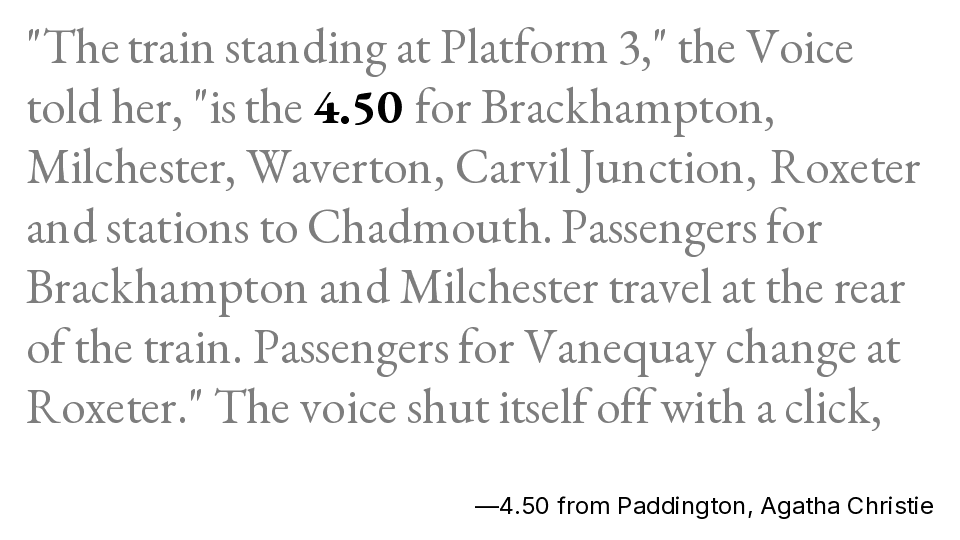 "The train standing at Platform 3," the Voice
told her, "is the 4.50 for Brackhampton,
Milchester, Waverton, Carvil Junction, Roxeter
and stations to Chadmouth. Passengers for
Brackhampton and Milchester travel at the rear
of the train. Passengers for Vanequay change at
Roxeter." The voice shut itself off with a click,
—4.50 from Paddington, Agatha Christie